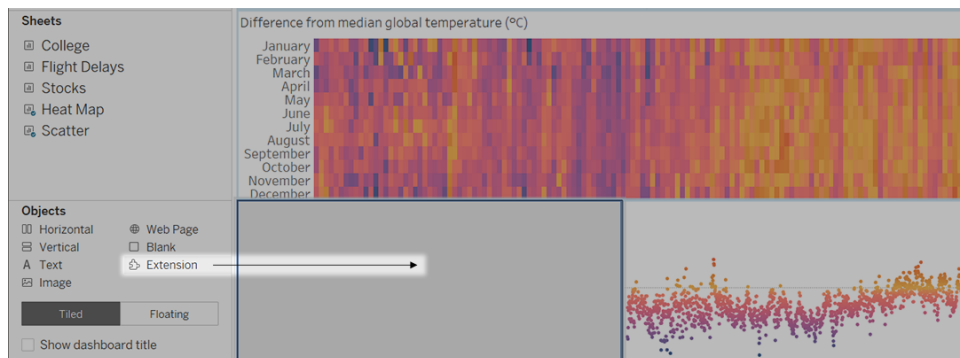 Sheets
College
Flight Delays
Stocks
Heat Map
Scatter
Difference from median global temperature (ºC)
January
February
March
April
May
June
July
August
September
October
November
December
Objects
Horizontal
Web Page
Vertical
Blank
A Text
Extension
Image
Tiled
Floating
Show dashboard title